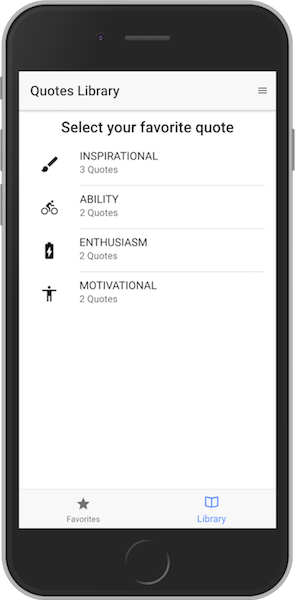 Quotes Library
Select your favorite quote
INSPIRATIONAL
3 Quotes
ABILITY
2 Quotes
ENTHUSIASM
2 Quotes
MOTIVATIONAL
2 Quotes
Favorites
Library